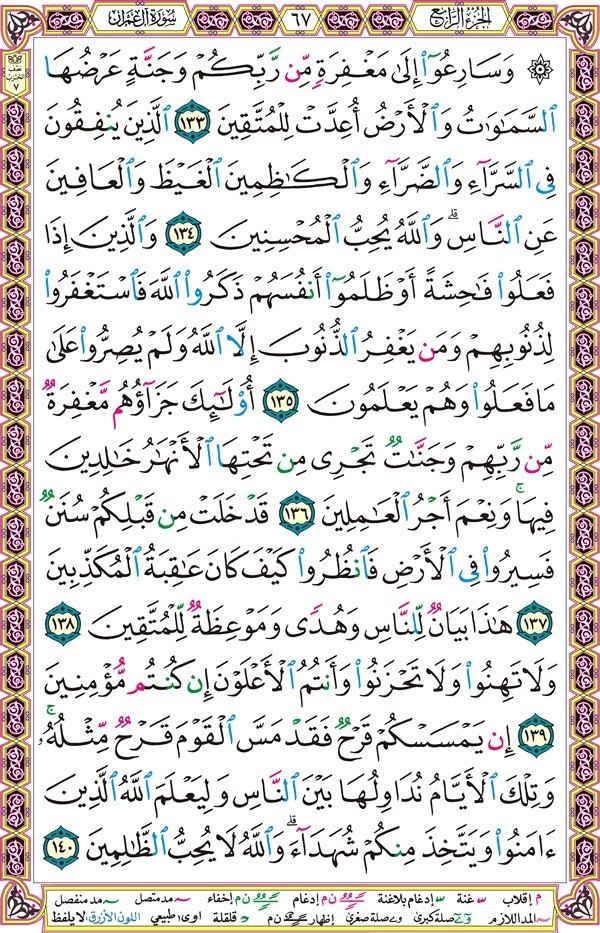 الجزء الرابع
٦٧
سورة آل عمران
۞ وَسَارِعُوٓا۟ إِلَىٰ مَغْفِرَةٍ مِّن رَّبِّكُمْ وَجَنَّةٍ عَرْضُهَا
ٱلسَّمَٰوَٰتُ وَٱلْأَرْضُ أُعِدَّتْ لِلْمُتَّقِينَ ١٣٣ ٱلَّذِينَ يُنفِقُونَ
فِى ٱلسَّرَّآءِ وَٱلضَّرَّآءِ وَٱلْكَٰظِمِينَ ٱلْغَيْظَ وَٱلْعَافِينَ
عَنِ ٱلنَّاسِ ۗ وَٱللَّهُ يُحِبُّ ٱلْمُحْسِنِينَ ١٣٤ وَٱلَّذِينَ إِذَا
فَعَلُوا۟ فَٰحِشَةً أَوْ ظَلَمُوٓا۟ أَنفُسَهُمْ ذَكَرُوا۟ ٱللَّهَ فَٱسْتَغْفَرُوا۟
لِذُنُوبِهِمْ وَمَن يَغْفِرُ ٱلذُّنُوبَ إِلَّا ٱللَّهُ وَلَمْ يُصِرُّوا۟ عَلَىٰ
مَا فَعَلُوا۟ وَهُمْ يَعْلَمُونَ ١٣٥ أُو۟لَٰٓئِكَ جَزَآؤُهُم مَّغْفِرَةٌ
مِّن رَّبِّهِمْ وَجَنَّٰتٌ تَجْرِى مِن تَحْتِهَا ٱلْأَنْهَٰرُ خَٰلِدِينَ
فِيهَا ۚ وَنِعْمَ أَجْرُ ٱلْعَٰمِلِينَ ١٣٦ قَدْ خَلَتْ مِن قَبْلِكُمْ سُنَنٌ
فَسِيرُوا۟ فِى ٱلْأَرْضِ فَٱنظُرُوا۟ كَيْفَ كَانَ عَٰقِبَةُ ٱلْمُكَذِّبِينَ
١٣٧ هَٰذَا بَيَانٌ لِّلنَّاسِ وَهُدًى وَمَوْعِظَةٌ لِّلْمُتَّقِينَ ١٣٨
وَلَا تَهِنُوا۟ وَلَا تَحْزَنُوا۟ وَأَنتُمُ ٱلْأَعْلَوْنَ إِن كُنتُم مُّؤْمِنِينَ
١٣٩ إِن يَمْسَسْكُمْ قَرْحٌ فَقَدْ مَسَّ ٱلْقَوْمَ قَرْحٌ مِّثْلُهُۥ ۚ
وَتِلْكَ ٱلْأَيَّامُ نُدَاوِلُهَا بَيْنَ ٱلنَّاسِ وَلِيَعْلَمَ ٱللَّهُ ٱلَّذِينَ
ءَامَنُوا۟ وَيَتَّخِذَ مِنكُمْ شُهَدَآءَ ۗ وَٱللَّهُ لَا يُحِبُّ ٱلظَّٰلِمِينَ ١٤٠
م إقلاب غنة إدغام بلاغنة ن م إدغام ن م إخفاء مد متصل مد منفصل
المد اللازم صلة كبرى صلة صغرى إظهار ن م قلقلة اوى: طبيعي اللون الأزرق: لا يلفظ